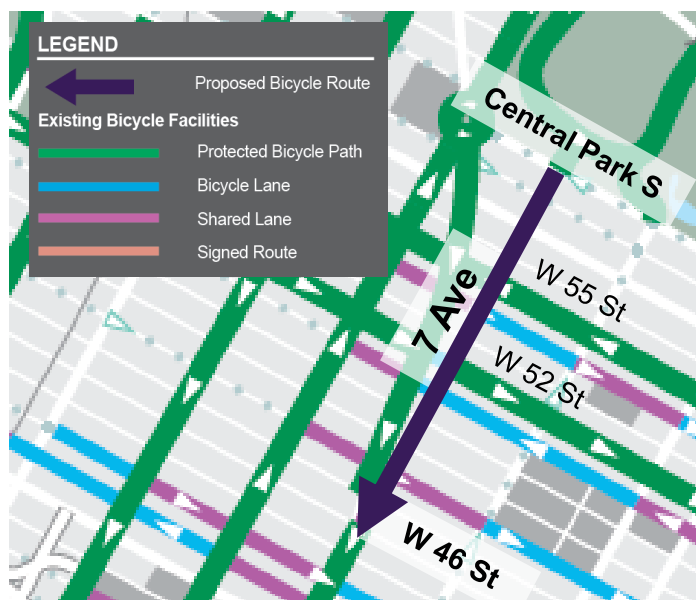 LEGEND
Proposed Bicycle Route
Existing Bicycle Facilities
Protected Bicycle Path
Bicycle Lane
Shared Lane
Signed Route
Central Park S
7 Ave
W 55 St
W 52 St
W 46 St